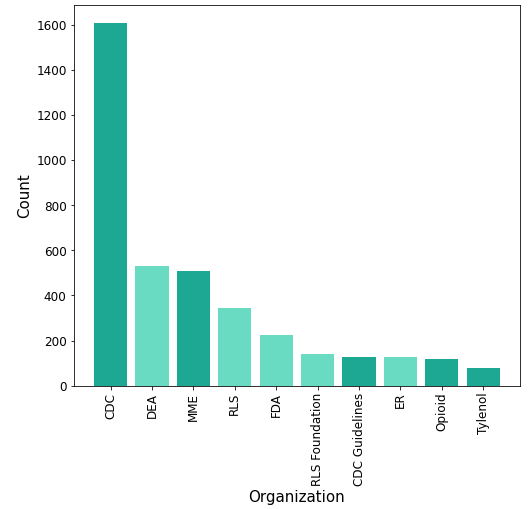 1600
1400
1200
1000
800
600
400
200
0
Count
CDC
DEA
MME
RLS
FDA
RLS Foundation
CDC Guidelines
ER
Opioid
Tylenol
Organization